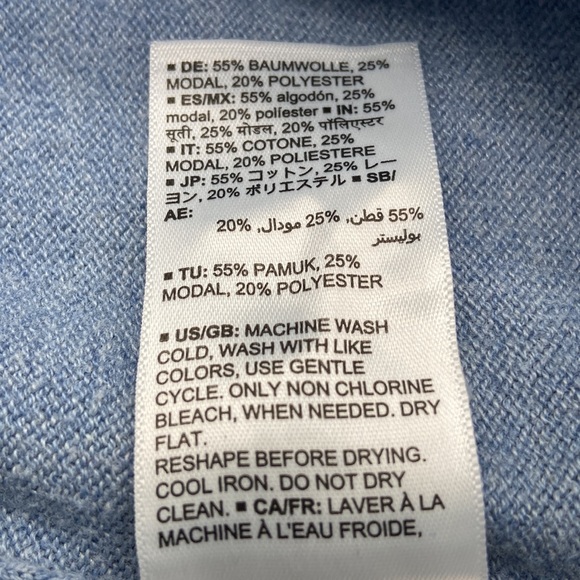 ▪ DE: 55% BAUMWOLLE, 25%
MODAL, 20% POLYESTER
▪ ES/MX: 55% algodón, 25%
modal, 20% poliéster ▪ IN: 55%
सूती, 25% मोडल, 20% पॉलिएस्टर
▪ IT: 55% COTONE, 25%
MODAL, 20% POLIESTERE
▪ JP: 55% コットン, 25% レー
ヨン, 20% ポリエステル ▪ SB/
AE:
55% قطن, 25% مودال, 20%
بوليستر
▪ TU: 55% PAMUK, 25%
MODAL, 20% POLYESTER
▪ US/GB: MACHINE WASH
COLD, WASH WITH LIKE
COLORS, USE GENTLE
CYCLE. ONLY NON CHLORINE
BLEACH, WHEN NEEDED. DRY
FLAT.
RESHAPE BEFORE DRYING.
COOL IRON. DO NOT DRY
CLEAN. ▪ CA/FR: LAVER À LA
MACHINE À L'EAU FROIDE,